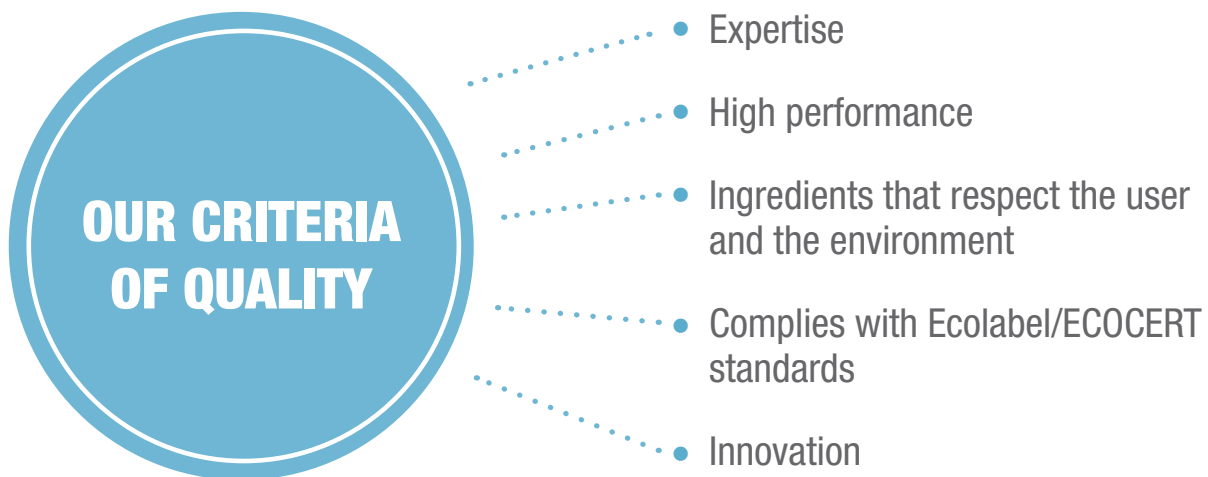 OUR CRITERIA
OF QUALITY
Expertise
High performance
Ingredients that respect the user
and the environment
Complies with Ecolabel/ECOCERT
standards
Innovation